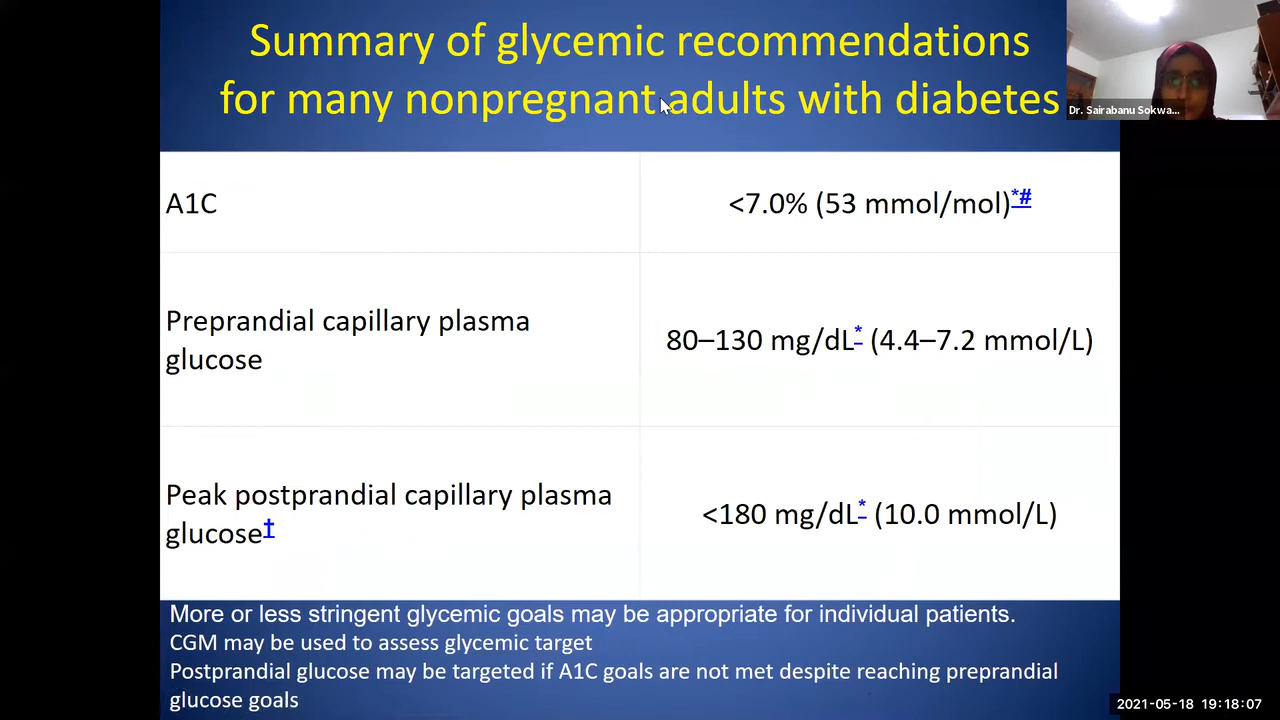 Summary of glycemic recommendations
for many nonpregnant adults with diabetes
Dr. Sairabanu Sokwa...
A1C
<7.0% (53 mmol/mol)*#
Preprandial capillary plasma
glucose
80–130 mg/dL* (4.4–7.2 mmol/L)
Peak postprandial capillary plasma
glucose†
<180 mg/dL* (10.0 mmol/L)
More or less stringent glycemic goals may be appropriate for individual patients.
CGM may be used to assess glycemic target
Postprandial glucose may be targeted if A1C goals are not met despite reaching preprandial
glucose goals
2021-05-18 19:18:07